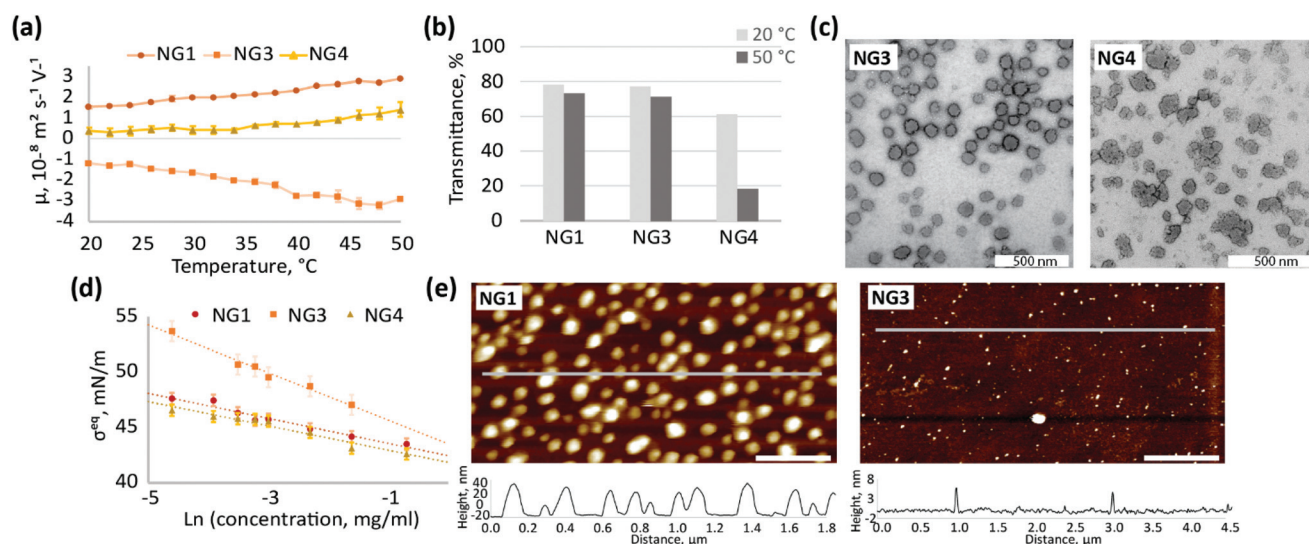 (a)
NG1 NG3 NG4
3
2
1
0
-1
-2
-3
-4
μ, 10⁻⁸ m² s⁻¹ V⁻¹
20 25 30 35 40 45 50
Temperature, °C
(b)
20 °C
50 °C
100
80
60
40
20
0
Transmittance, %
NG1 NG3 NG4
(c)
NG3
500 nm
NG4
500 nm
(d)
NG1 NG3 NG4
55
50
45
40
σᵉᑫ, mN/m
-5 -3 -1
Ln (concentration, mg/ml)
(e)
NG1
Height, nm
40
20
0
-20
0.0 0.2 0.4 0.6 0.8 1.0 1.2 1.4 1.6 1.8
Distance, μm
NG3
Height, nm
8
3
-2
0.0 0.5 1.0 1.5 2.0 2.5 3.0 3.5 4.0 4.5
Distance, μm